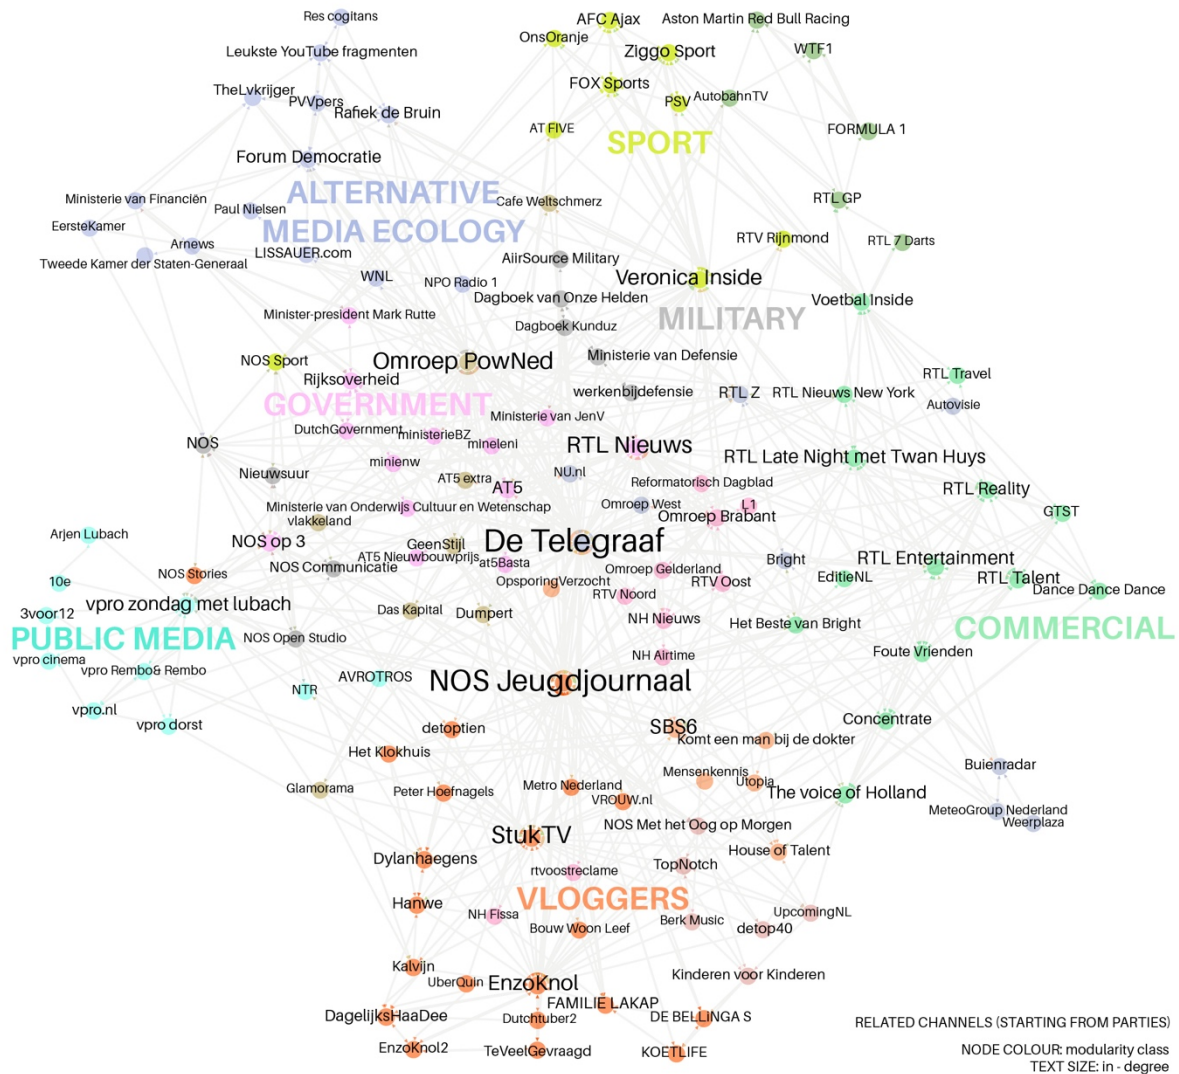 Res cogitans
AFC Ajax
Aston Martin Red Bull Racing
OnsOranje
Leukste YouTube fragmenten
Ziggo Sport
WTF1
FOX Sports
TheLvkrijger
PVVpers
Rafiek de Bruin
PSV
AutobahnTV
AT FIVE
FORMULA 1
SPORT
Forum Democratie
ALTERNATIVE
MEDIA ECOLOGY
Ministerie van Financiën
Cafe Weltschmerz
RTL GP
Paul Nielsen
EersteKamer
Arnews
RTV Rijnmond
RTL 7 Darts
LISSAUER.com
Tweede Kamer der Staten-Generaal
AiirSource Military
WNL
NPO Radio 1
Veronica Inside
Dagboek van Onze Helden
Voetbal Inside
Minister-president Mark Rutte
MILITARY
Dagboek Kunduz
NOS Sport
Omroep PowNed
Ministerie van Defensie
Rijksoverheid
RTL Travel
werkenbijdefensie
RTL Z
RTL Nieuws New York
GOVERNMENT
Autovisie
Ministerie van JenV
DutchGovernment
ministerieBZ
mineleni
NOS
RTL Nieuws
RTL Late Night met Twan Huys
minienw
Nieuwsuur
AT5 extra
NU.nl
AT5
Reformatorisch Dagblad
RTL Reality
Ministerie van Onderwijs Cultuur en Wetenschap
Omroep West
L1
GTST
vlakkeland
Omroep Brabant
Arjen Lubach
NOS op 3
GeenStijl
De Telegraaf
AT5 Nieuwbouwprijs
at5Basta
Bright
RTL Entertainment
NOS Communicatie
Omroep Gelderland
NOS Stories
10e
OpsporingVerzocht
RTV Oost
EditieNL
RTL Talent
Dance Dance Dance
RTV Noord
vpro zondag met lubach
3voor12
Das Kapital
Dumpert
NH Nieuws
Het Beste van Bright
COMMERCIAL
PUBLIC MEDIA
NOS Open Studio
Foute Vrienden
vpro cinema
vpro Rembo& Rembo
NH Airtime
AVROTROS
NTR
NOS Jeugdjournaal
vpro.nl
vpro dorst
Concentrate
detoptien
SBS6
Komt een man bij de dokter
Het Klokhuis
Buienradar
Mensenkennis
Utopia
Glamorama
Peter Hoefnagels
Metro Nederland
VROUW.nl
The voice of Holland
MeteoGroup Nederland
Weerplaza
NOS Met het Oog op Morgen
StukTV
House of Talent
Dylanhaegens
TopNotch
rtvoostreclame
VLOGGERS
Hanwe
NH Fissa
UpcomingNL
Berk Music
Bouw Woon Leef
detop40
Kalvijn
Kinderen voor Kinderen
UberQuin
EnzoKnol
FAMILIE LAKAP
DagelijksHaaDee
Dutchtuber2
DE BELLINGA S
EnzoKnol2
TeVeelGevraagd
KOETLIFE
RELATED CHANNELS (STARTING FROM PARTIES)
NODE COLOUR: modularity class
TEXT SIZE: in - degree